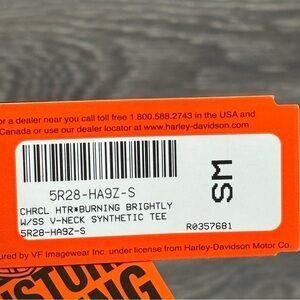 or a dealer near you call toll free 1.800.588.2743 in the USA and
Canada or use our dealer locator at www.harley-davidson.com
5R28-HA9Z-S
CHRCL HTR*BURNING BRIGHTLY
W/SS V-NECK SYNTHETIC TEE
5R28-HA9Z-S
R0357681
SM
ured by VF Imagewear Inc. under license from Harley-Davidson Motor Co.